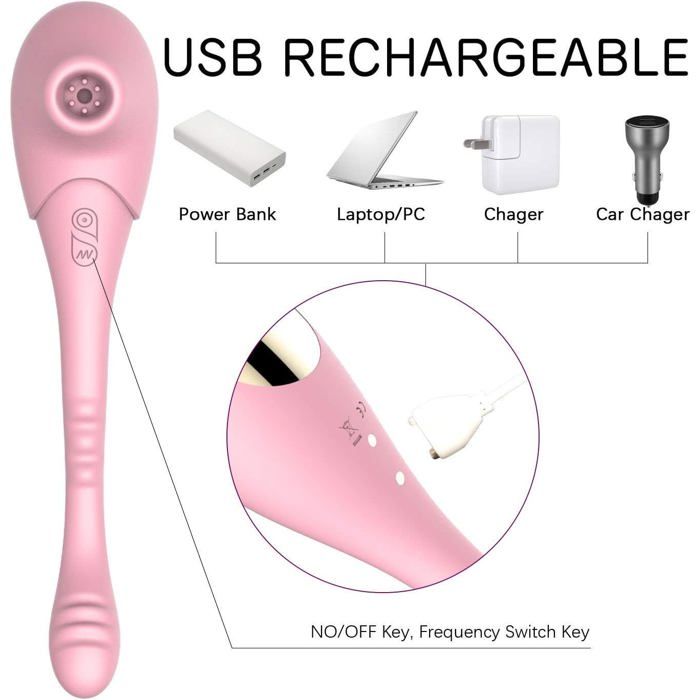 USB RECHARGEABLE
Power Bank
Laptop/PC
Chager
Car Chager
NO/OFF Key, Frequency Switch Key